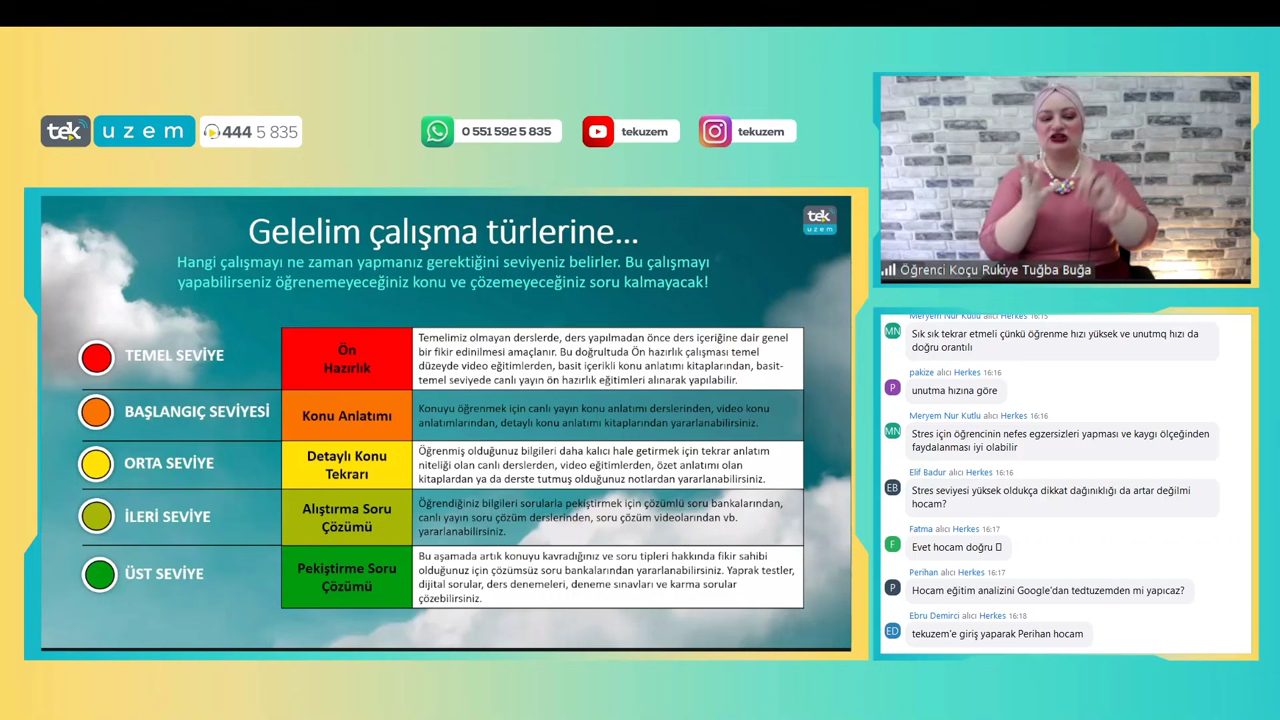 tek uzem 444 5 835
0 551 592 5 835
tekuzem
tekuzem
Gelelim çalışma türlerine...
tek
uzem
Hangi çalışmayı ne zaman yapmanız gerektiğini seviyeniz belirler. Bu çalışmayı
yapabilirseniz öğrenemeyeceğiniz konu ve çözemeyeceğiniz soru kalmayacak!
TEMEL SEVİYE
Ön
Hazırlık
Temelimiz olmayan derslerde, ders yapılmadan önce ders içeriğine dair genel
bir fikir edinilmesi amaçlanır. Bu doğrultuda Ön hazırlık çalışması temel
düzeyde video eğitimlerden, basit içerikli konu anlatımı kitaplarından, basit-
temel seviyede canlı yayın ön hazırlık eğitimleri alınarak yapılabilir.
BAŞLANGIÇ SEVİYESİ
Konu Anlatımı
Konuyu öğrenmek için canlı yayın konu anlatımı derslerinden, video konu
anlatımlarından, detaylı konu anlatımı kitaplarından yararlanabilirsiniz.
ORTA SEVİYE
Detaylı Konu
Tekrarı
Öğrenmiş olduğunuz bilgileri daha kalıcı hale getirmek için tekrar anlatım
niteliği olan canlı derslerden, video eğitimlerden, özet anlatımı olan
kitaplardan ya da derste tutmuş olduğunuz notlardan yararlanabilirsiniz.
İLERİ SEVİYE
Alıştırma Soru
Çözümü
Öğrendiğiniz bilgileri sorularla pekiştirmek için çözümlü soru bankalarından,
canlı yayın soru çözüm derslerinden, soru çözüm videolarından vb.
yararlanabilirsiniz.
ÜST SEVİYE
Pekiştirme Soru
Çözümü
Bu aşamada artık konuyu kavradığınız ve soru tipleri hakkında fikir sahibi
olduğunuz için çözümsüz soru bankalarından yararlanabilirsiniz. Yaprak testler,
dijital sorular, ders denemeleri, deneme sınavları ve karma sorular
çözebilirsiniz.
Öğrenci Koçu Rukiye Tuğba Buğa
Meryem Nur Kutlu alıcı Herkes 16:15
MN
Sık sık tekrar etmeli çünkü öğrenme hızı yüksek ve unutmq hızı da
doğru orantılı
pakize alıcı Herkes 16:16
P
unutma hızına göre
Meryem Nur Kutlu alıcı Herkes 16:16
MN
Stres için öğrencinin nefes egzersizleri yapması ve kaygı ölçeğinden
faydalanması iyi olabilir
Elif Badur alıcı Herkes 16:16
EB
Stres seviyesi yüksek oldukça dikkat dağınıklığı da artar değilmi
hocam?
Fatma alıcı Herkes 16:17
F
Evet hocam doğru
Perihan alıcı Herkes 16:17
P
Hocam eğitim analizini Google'dan tedtuzemden mi yapıcaz?
Ebru Demirci alıcı Herkes 16:18
ED
tekuzem'e giriş yaparak Perihan hocam